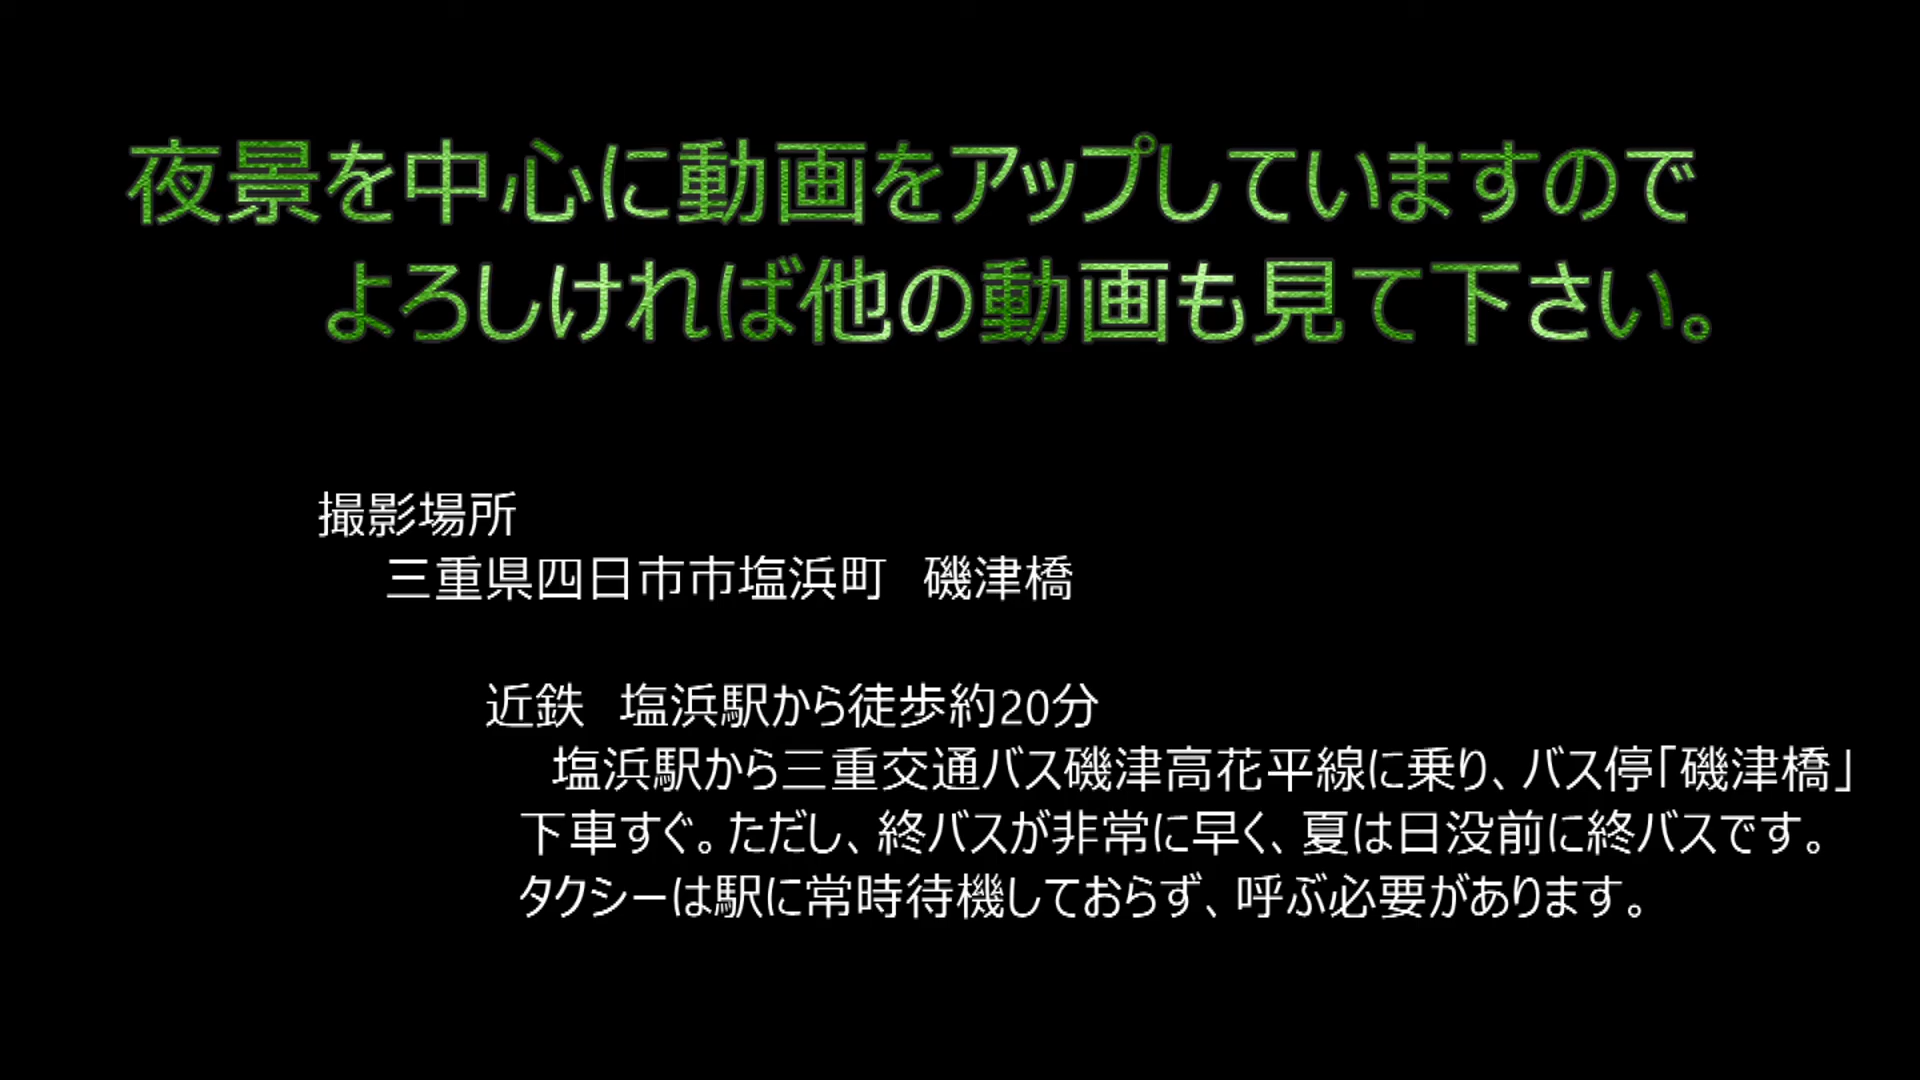 夜景を中心に動画をアップしていますので
よろしければ他の動画も見て下さい。
撮影場所
三重県四日市市塩浜町　磯津橋
近鉄　塩浜駅から徒歩約20分
塩浜駅から三重交通バス磯津高花平線に乗り、バス停「磯津橋」
下車すぐ。ただし、終バスが非常に早く、夏は日没前に終バスです。
タクシーは駅に常時待機しておらず、呼ぶ必要があります。